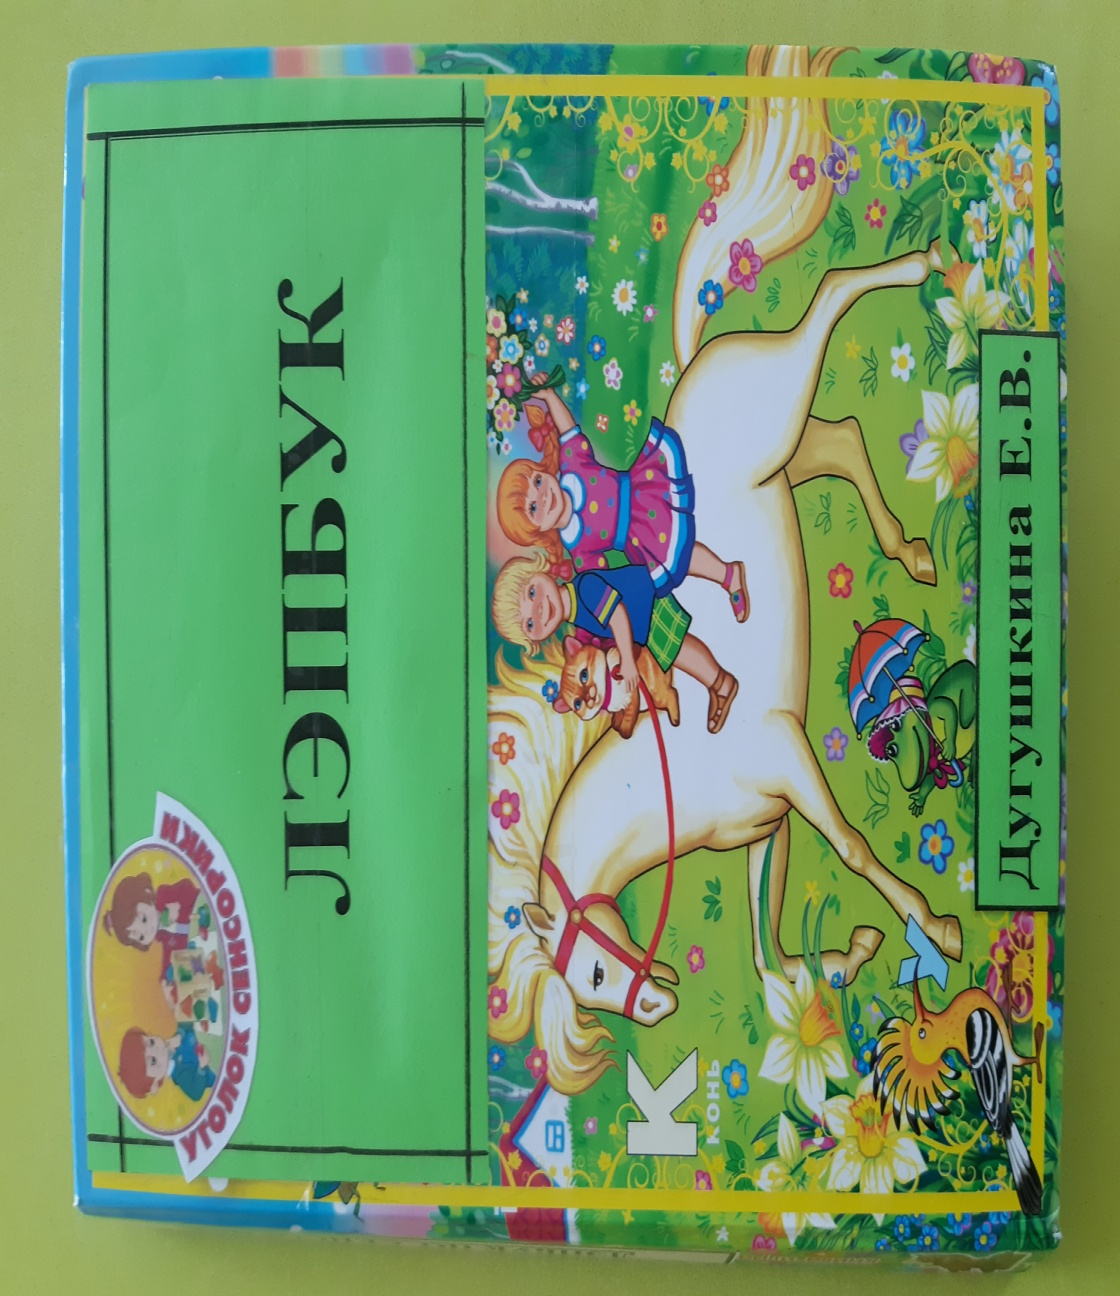 ЛЭПБУК
УГОЛОК СЕНСОРИКИ
К
конь
У
Дугушкина Е.В.